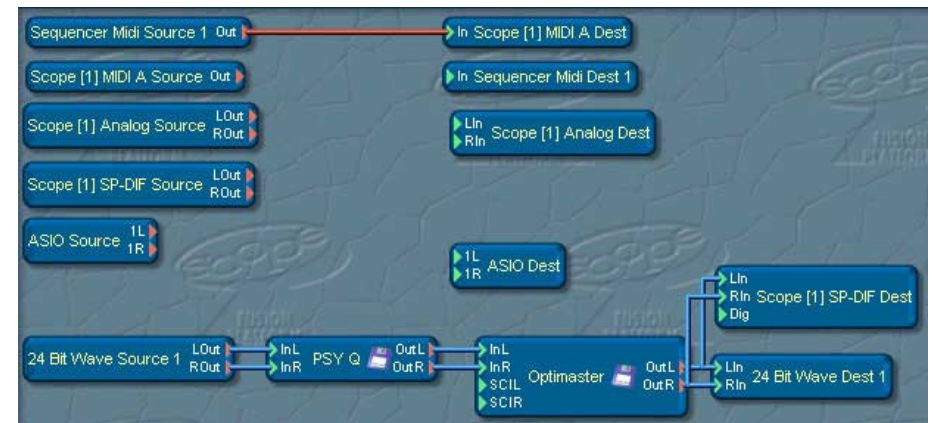 Sequencer Midi Source 1 Out
In Scope [1] MIDI A Dest
Scope [1] MIDI A Source Out
In Sequencer Midi Dest 1
Scope [1] Analog Source LOut
ROut
LIn
RIn Scope [1] Analog Dest
Scope [1] SP-DIF Source LOut
ROut
ASIO Source 1L
1R
1L
1R ASIO Dest
LIn
RIn Scope [1] SP-DIF Dest
Dig
24 Bit Wave Source 1 LOut
ROut
InL
InR PSY Q OutL
OutR
InL
InR
SCIL
SCIR
Optimaster OutL
OutR
LIn
RIn 24 Bit Wave Dest 1
SCOPE
FUSION
PLATFORM